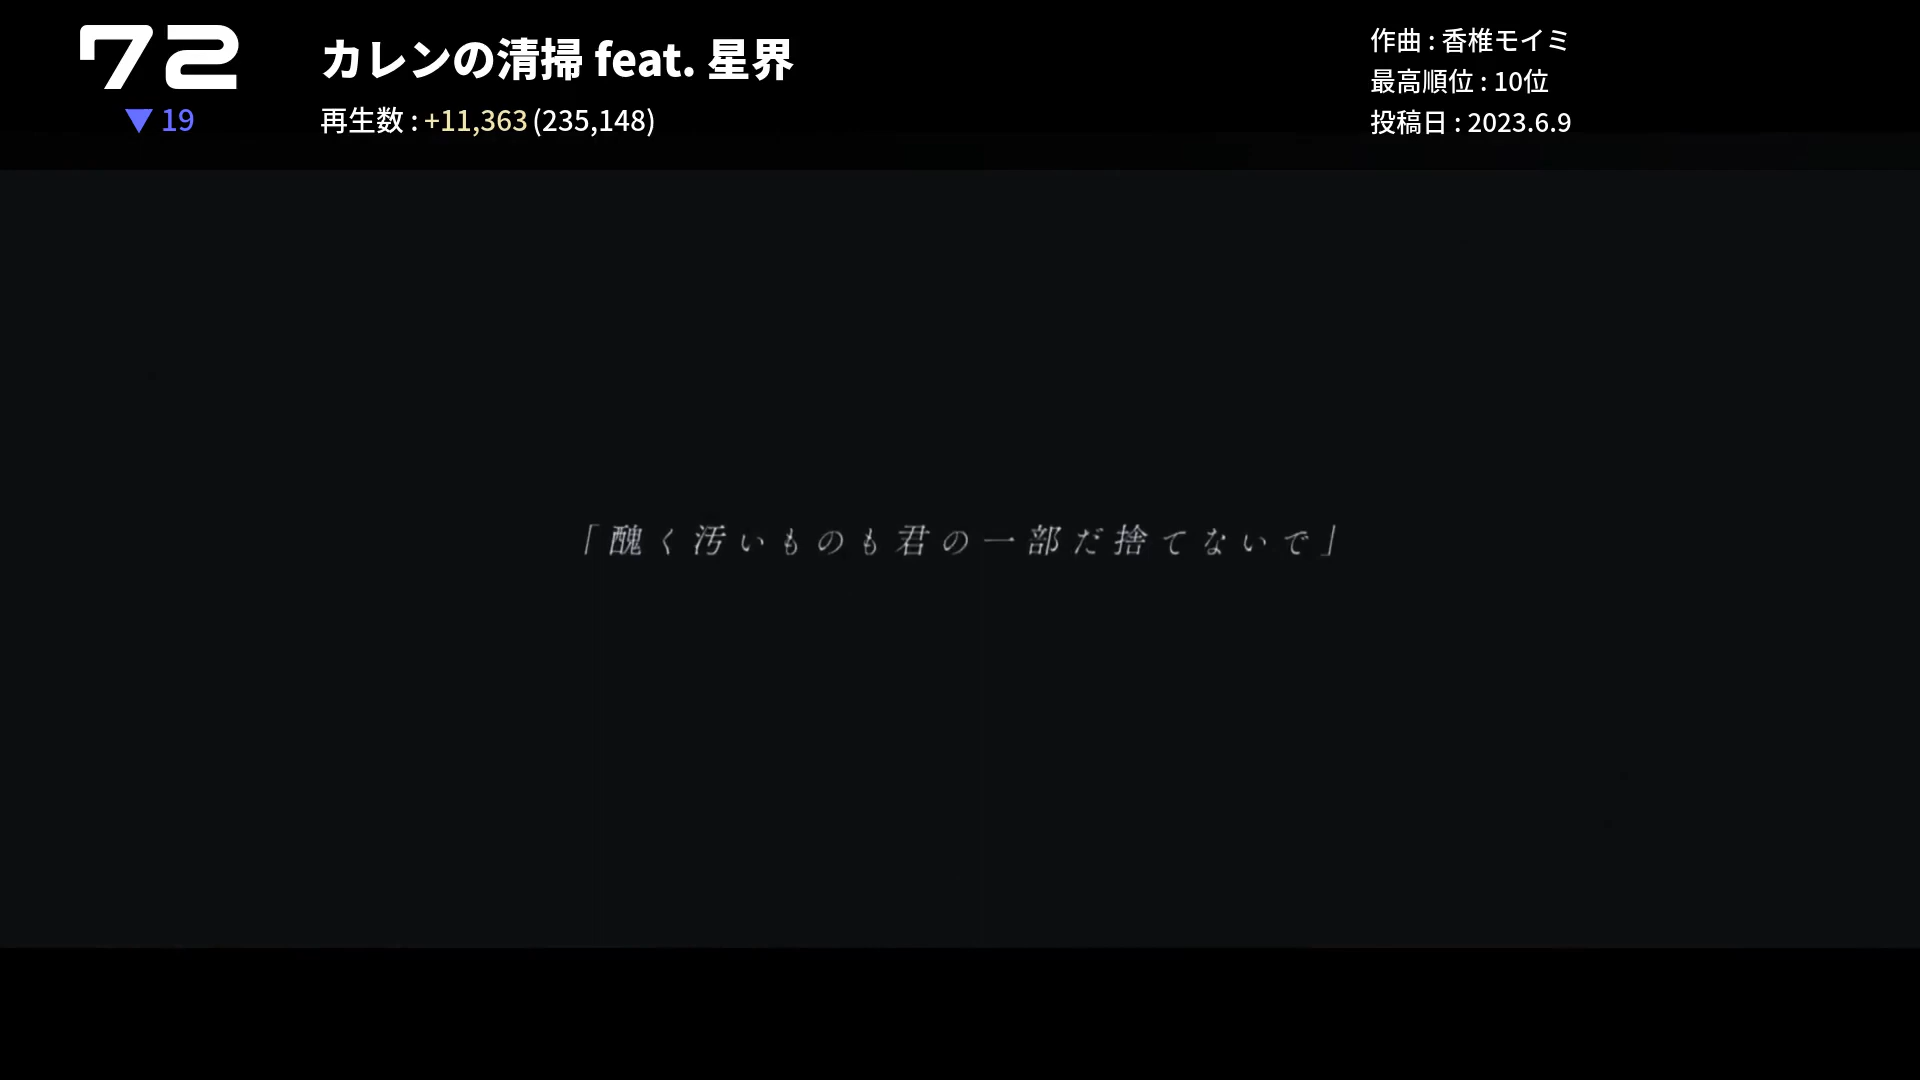 72
▼ 19
カレンの清掃 feat. 星界
再生数 : +11,363 (235,148)
作曲 : 香椎モイミ
最高順位 : 10位
投稿日 : 2023.6.9
「醜く汚いものも君の一部だ捨てないで」